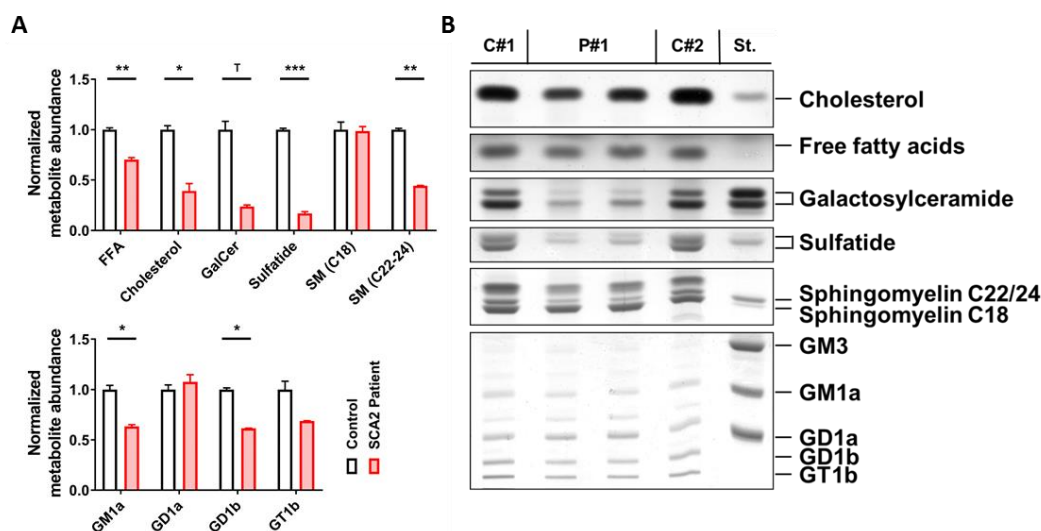 A
** * T *** **
Normalized
metabolite abundance
1.5
1.0
0.5
0.0
FFA
Cholesterol
GalCer
Sulfatide
SM (C18)
SM (C22-24)
* *
Normalized
metabolite abundance
1.5
1.0
0.5
0.0
GM1a
GD1a
GD1b
GT1b
Control
SCA2 Patient
B
C#1 P#1 C#2 St.
Cholesterol
Free fatty acids
Galactosylceramide
Sulfatide
Sphingomyelin C22/24
Sphingomyelin C18
GM3
GM1a
GD1a
GD1b
GT1b